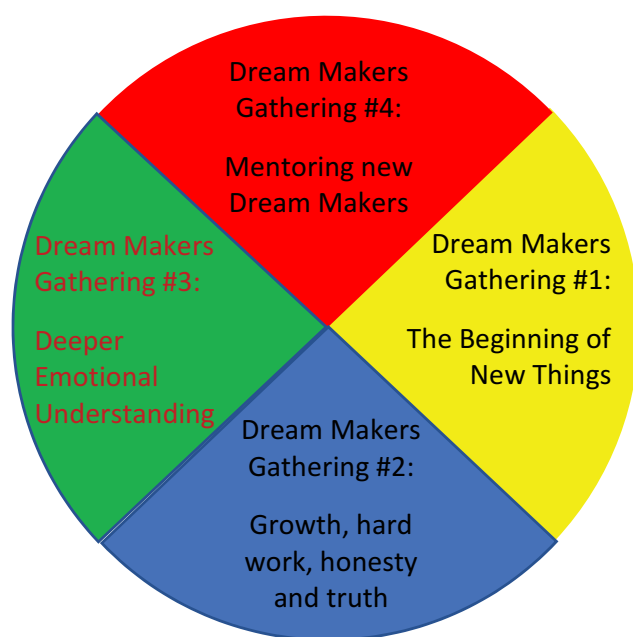 Dream Makers
Gathering #4:
Mentoring new
Dream Makers
Dream Makers
Gathering #1:
The Beginning of
New Things
Dream Makers
Gathering #2:
Growth, hard
work, honesty
and truth
Dream Makers
Gathering #3:
Deeper
Emotional
Understanding